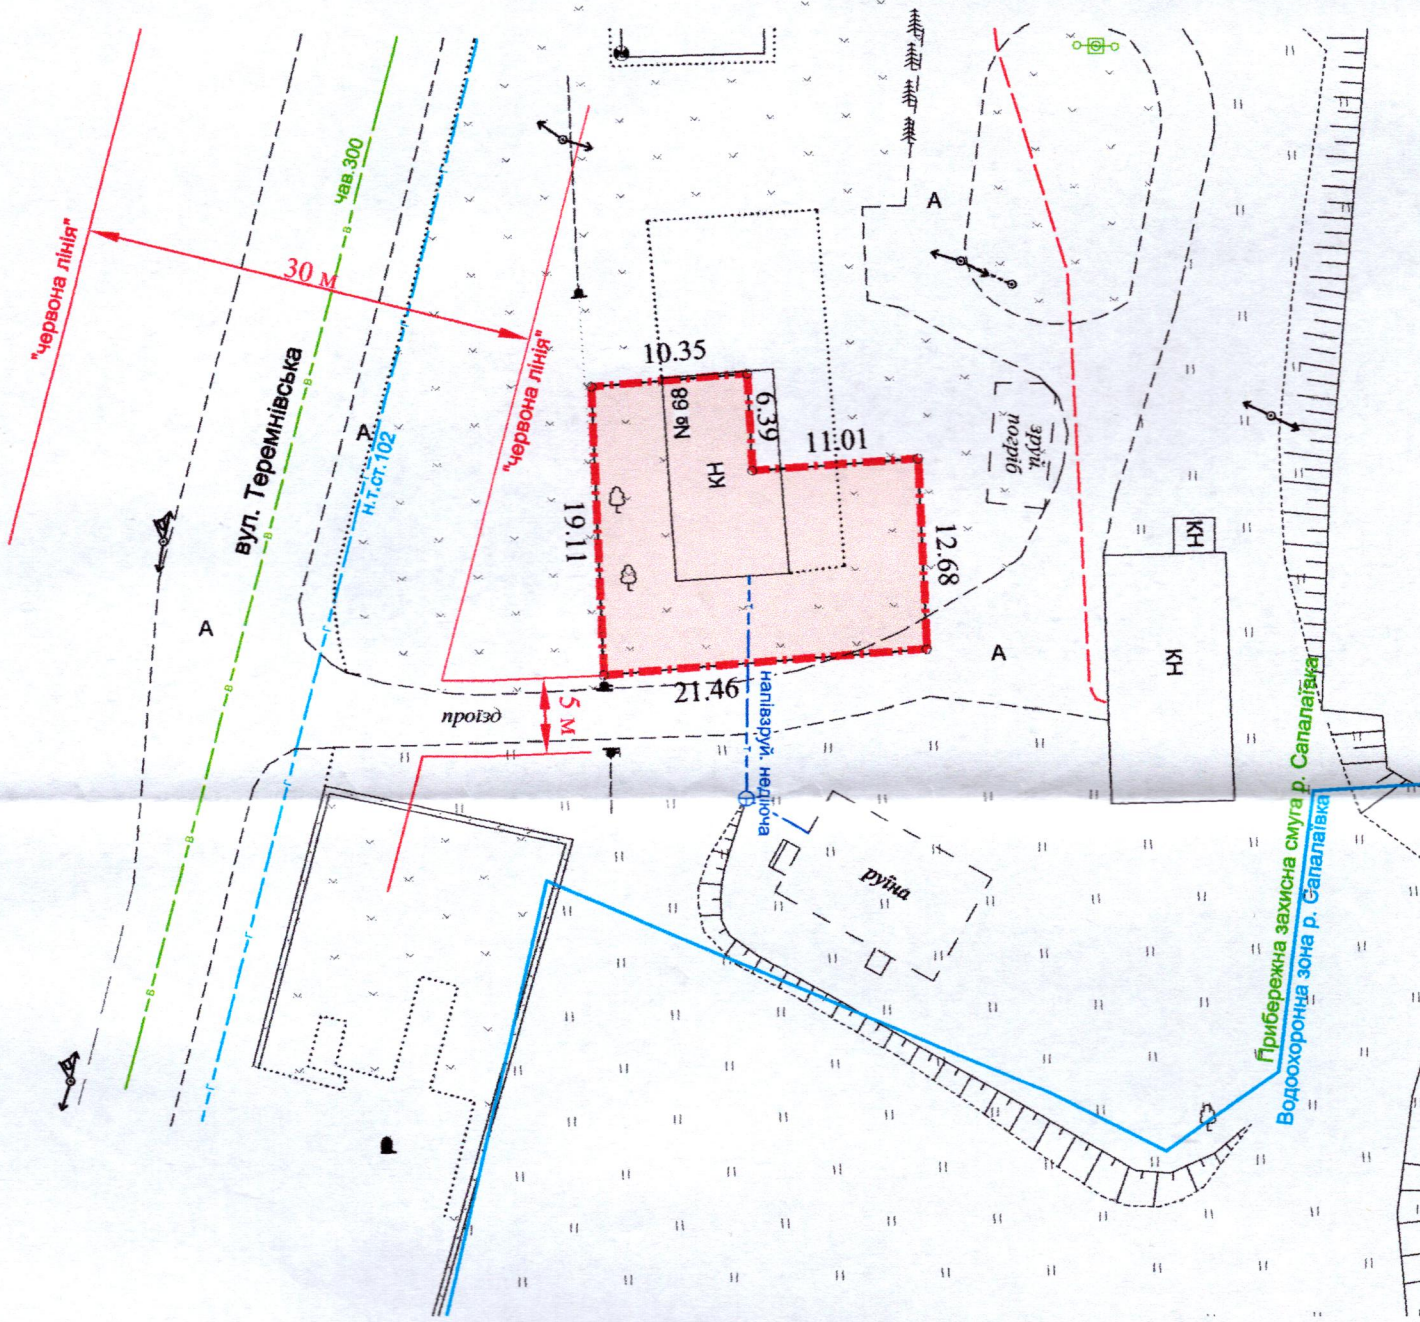 "червона лінія"
30 м
чав.300
"червона лінія"
вул. Теремнівська
н.т.ст.102
А
А
А
А
10.35
6.39
11.01
12.68
21.46
19.11
№ 68
КН
зруй.
погріб
КН
КН
проїзд
5 м
напівзруй. недіюча
руїна
Прибережна захисна смуга р. Сапалаївка
Водоохоронна зона р. Сапалаївка
В
В
В
В
В
В
В
Г
Г
Г
Г